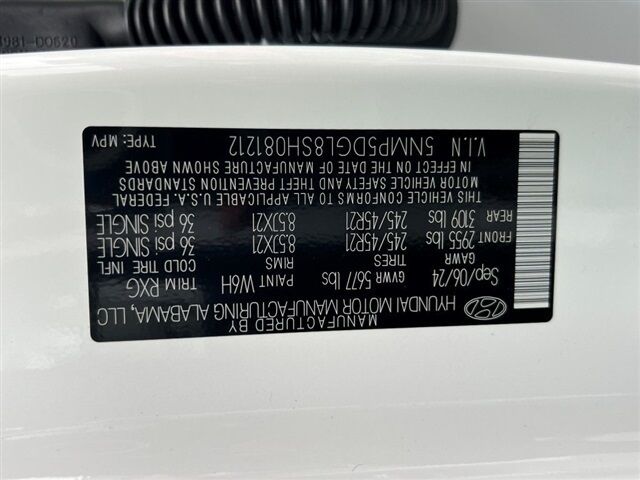 MANUFACTURED BY
HYUNDAI MOTOR MANUFACTURING ALABAMA, LLC
Sep/06/24 PAINT W6H TRIM RXG
GVWR 5677 lbs
GAWR TIRES RIMS COLD TIRE INFL
FRONT 2955 lbs 245/45R21 8.5JX21 36 psi SINGLE
REAR 3109 lbs 245/45R21 8.5JX21 36 psi SINGLE
THIS VEHICLE CONFORMS TO ALL APPLICABLE U.S.A. FEDERAL
MOTOR VEHICLE SAFETY AND THEFT PREVENTION STANDARDS
IN EFFECT ON THE DATE OF MANUFACTURE SHOWN ABOVE
V.I.N 5NMP5DGL8SH081212 TYPE: MPV
981-D0620